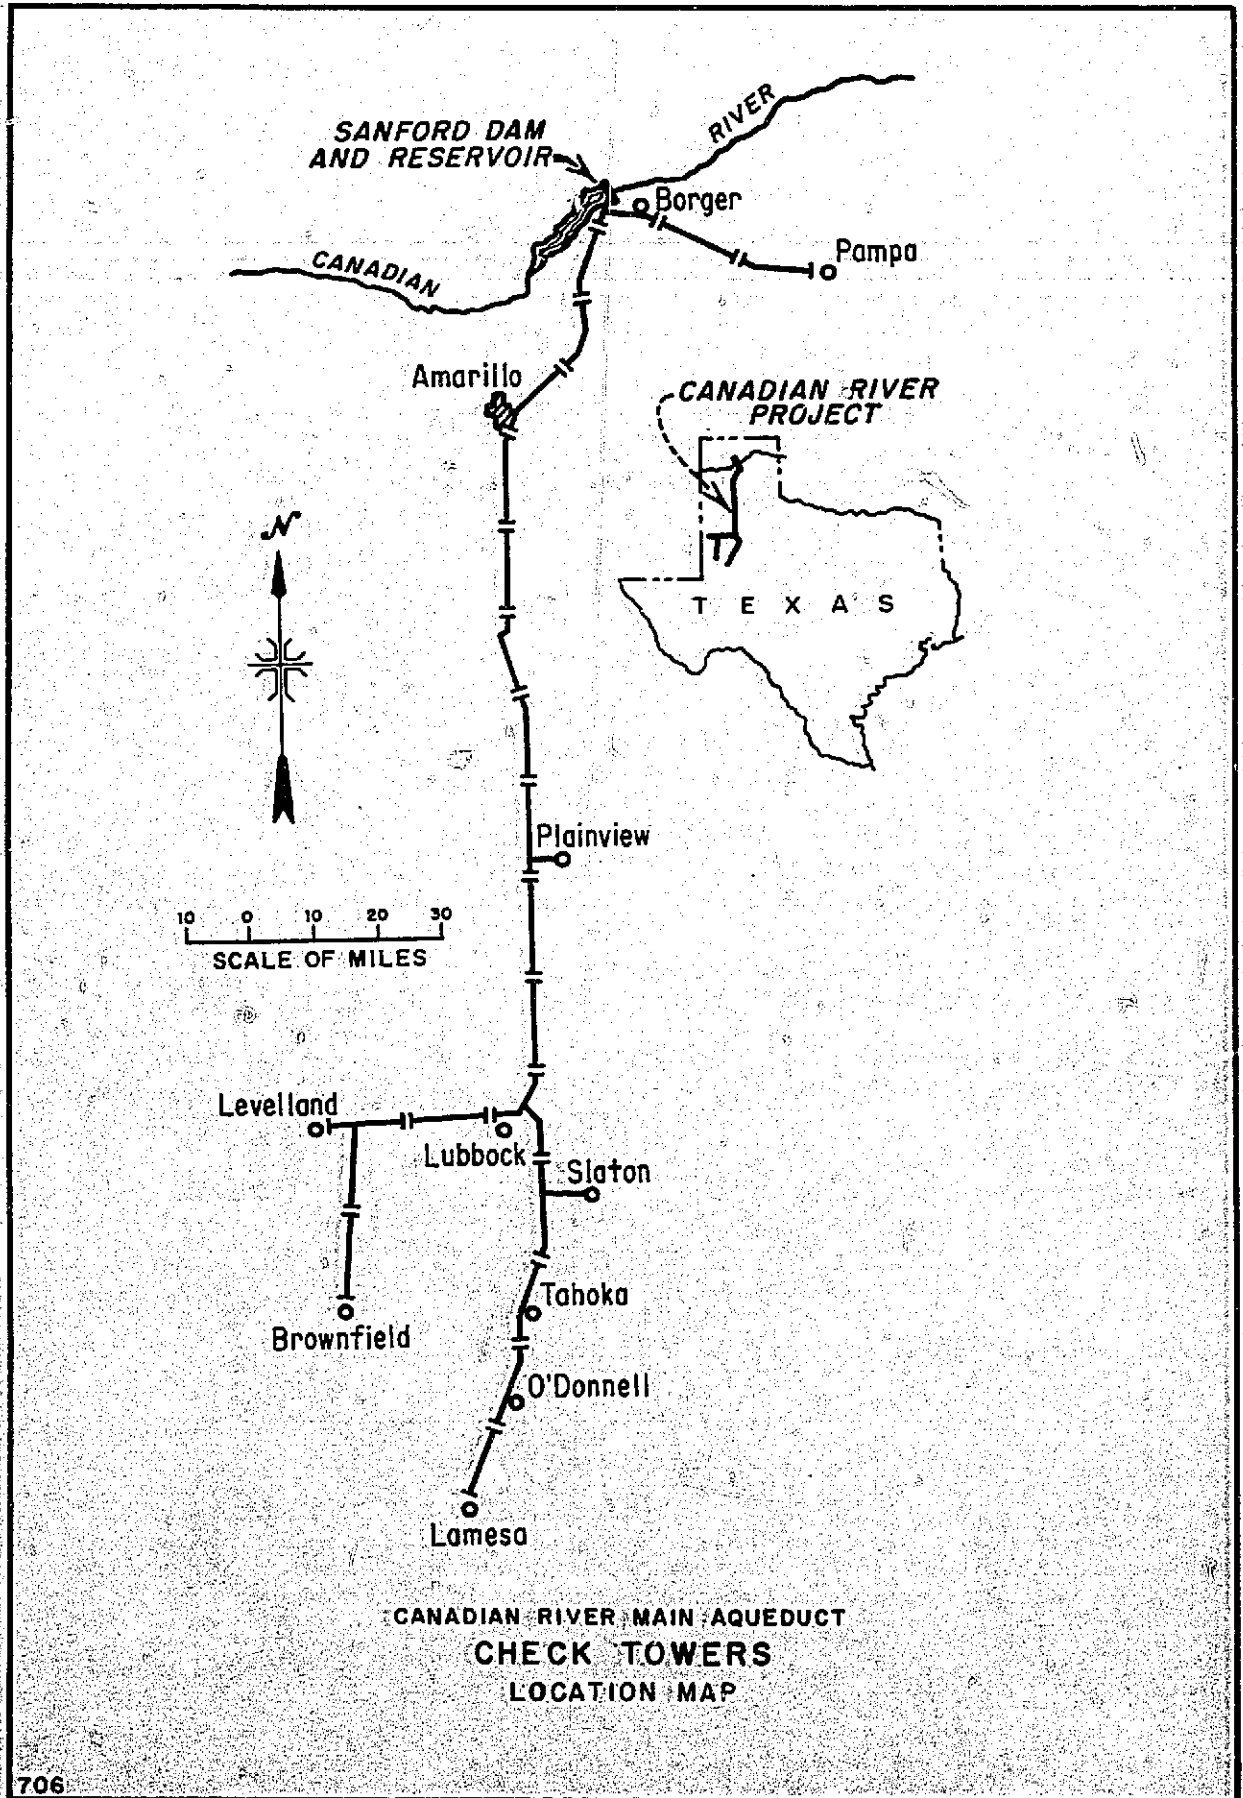 SANFORD DAM
AND RESERVOIR
RIVER
Borger
Pampa
CANADIAN
Amarillo
CANADIAN RIVER
PROJECT
N
TEXAS
Plainview
10 0 10 20 30
SCALE OF MILES
Levelland
Lubbock
Slaton
Tahoka
Brownfield
O'Donnell
Lamesa
CANADIAN RIVER MAIN AQUEDUCT
CHECK TOWERS
LOCATION MAP
706